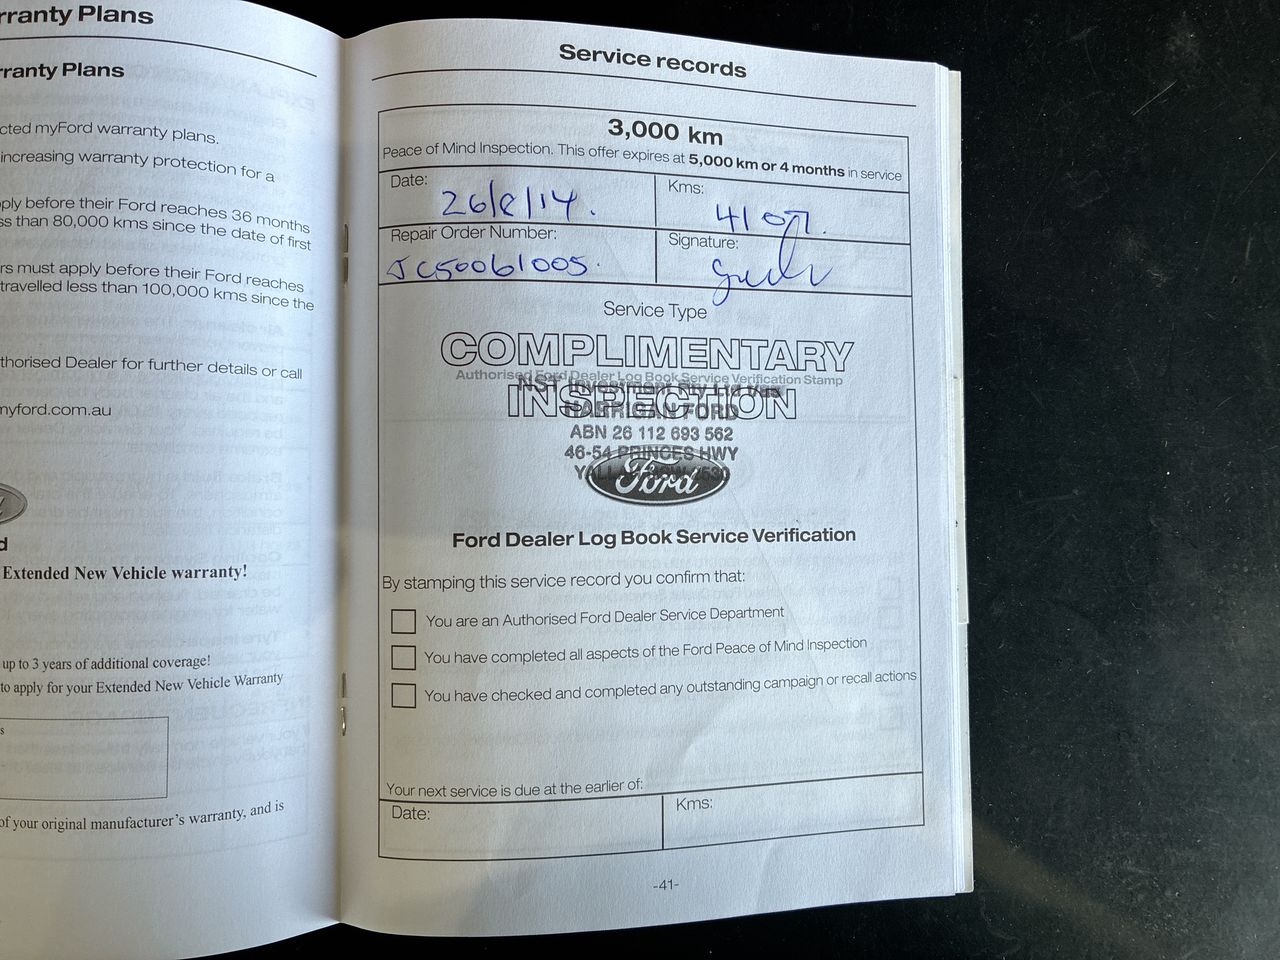 rranty Plans
rranty Plans
cted myFord warranty plans.
increasing warranty protection for a
ply before their Ford reaches 36 months
ss than 80,000 kms since the date of first
rs must apply before their Ford reaches
travelled less than 100,000 kms since the
thorised Dealer for further details or call
nyford.com.au
d
Extended New Vehicle warranty!
up to 3 years of additional coverage!
to apply for your Extended New Vehicle Warranty
s
of your original manufacturer's warranty, and is
Service records
3,000 km
Peace of Mind Inspection. This offer expires at 5,000 km or 4 months in service
Date: 26/8/14.
Kms:
Repair Order Number: JC50061005.
Signature:
Service Type
COMPLIMENTARY
Authorised Ford Dealer Log Book Service Verification Stamp
NST Investment Pty Ltd
INSPECTION
HARRIGAN FORD
ABN 26 112 693 562
46-54 PRINCES HWY
Ford
Ford Dealer Log Book Service Verification
By stamping this service record you confirm that:
You are an Authorised Ford Dealer Service Department
You have completed all aspects of the Ford Peace of Mind Inspection
You have checked and completed any outstanding campaign or recall actions
Your next service is due at the earlier of:
Date:
Kms:
-41-